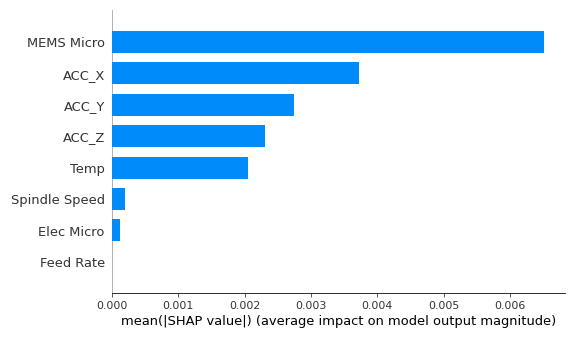 MEMS Micro
ACC_X
ACC_Y
ACC_Z
Temp
Spindle Speed
Elec Micro
Feed Rate
0.000 0.001 0.002 0.003 0.004 0.005 0.006
mean(|SHAP value|) (average impact on model output magnitude)